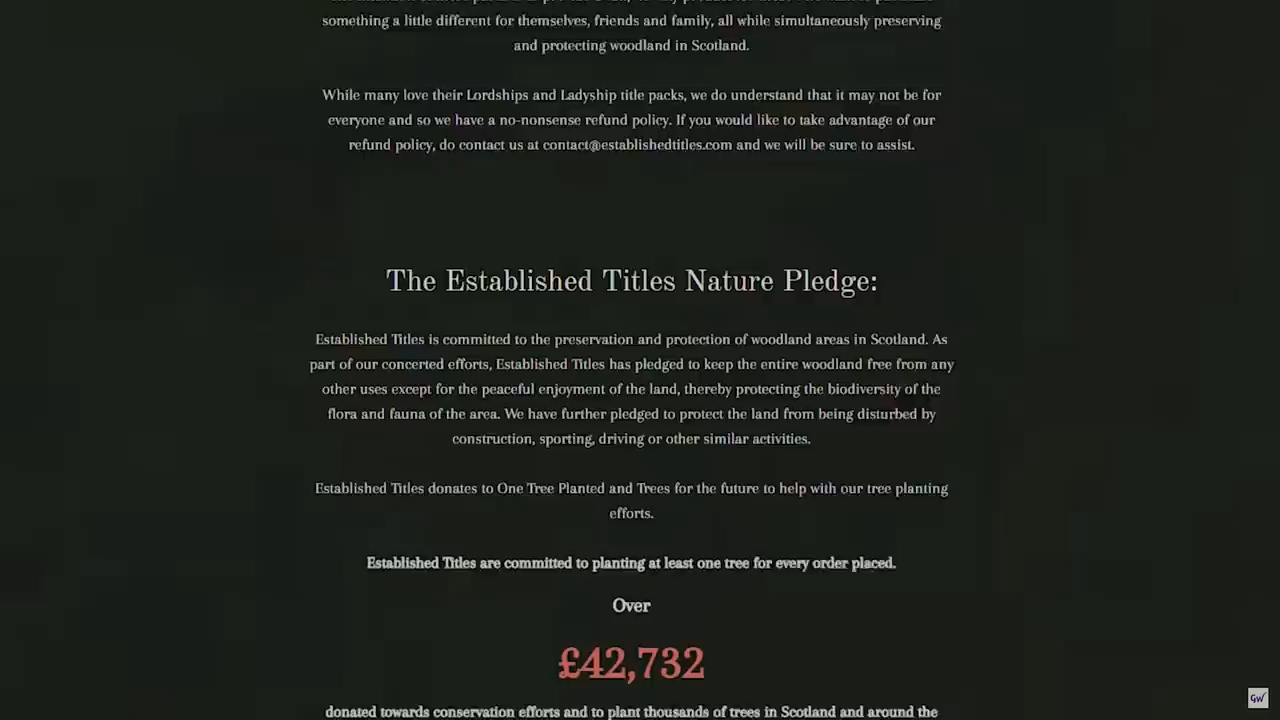 something a little different for themselves, friends and family, all while simultaneously preserving
and protecting woodland in Scotland.
While many love their Lordships and Ladyship title packs, we do understand that it may not be for
everyone and so we have a no-nonsense refund policy. If you would like to take advantage of our
refund policy, do contact us at contact@establishedtitles.com and we will be sure to assist.
The Established Titles Nature Pledge:
Established Titles is committed to the preservation and protection of woodland areas in Scotland. As
part of our concerted efforts, Established Titles has pledged to keep the entire woodland free from any
other uses except for the peaceful enjoyment of the land, thereby protecting the biodiversity of the
flora and fauna of the area. We have further pledged to protect the land from being disturbed by
construction, sporting, driving or other similar activities.
Established Titles donates to One Tree Planted and Trees for the future to help with our tree planting
efforts.
Established Titles are committed to planting at least one tree for every order placed.
Over
£42,732
donated towards conservation efforts and to plant thousands of trees in Scotland and around the
GW